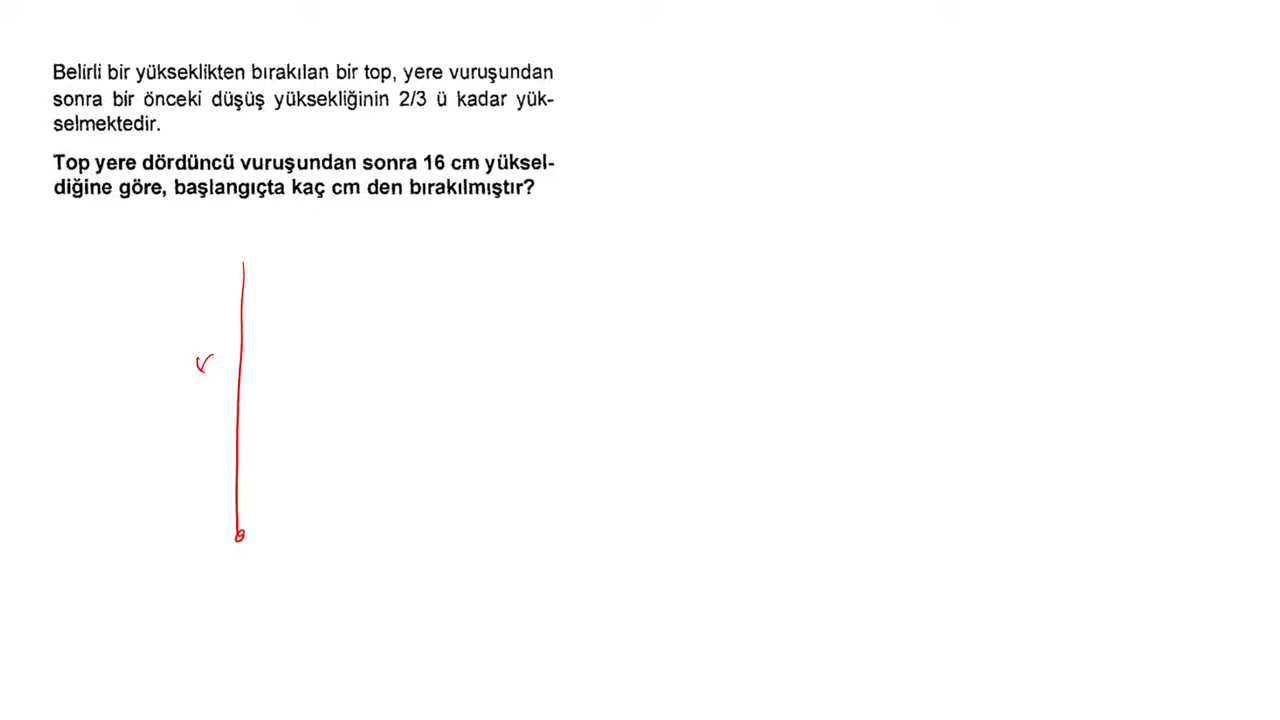 Belirli bir yükseklikten bırakılan bir top, yere vuruşundan
sonra bir önceki düşüş yüksekliğinin 2/3 ü kadar yük-
selmektedir.
Top yere dördüncü vuruşundan sonra 16 cm yüksel-
diğine göre, başlangıçta kaç cm den bırakılmıştır?